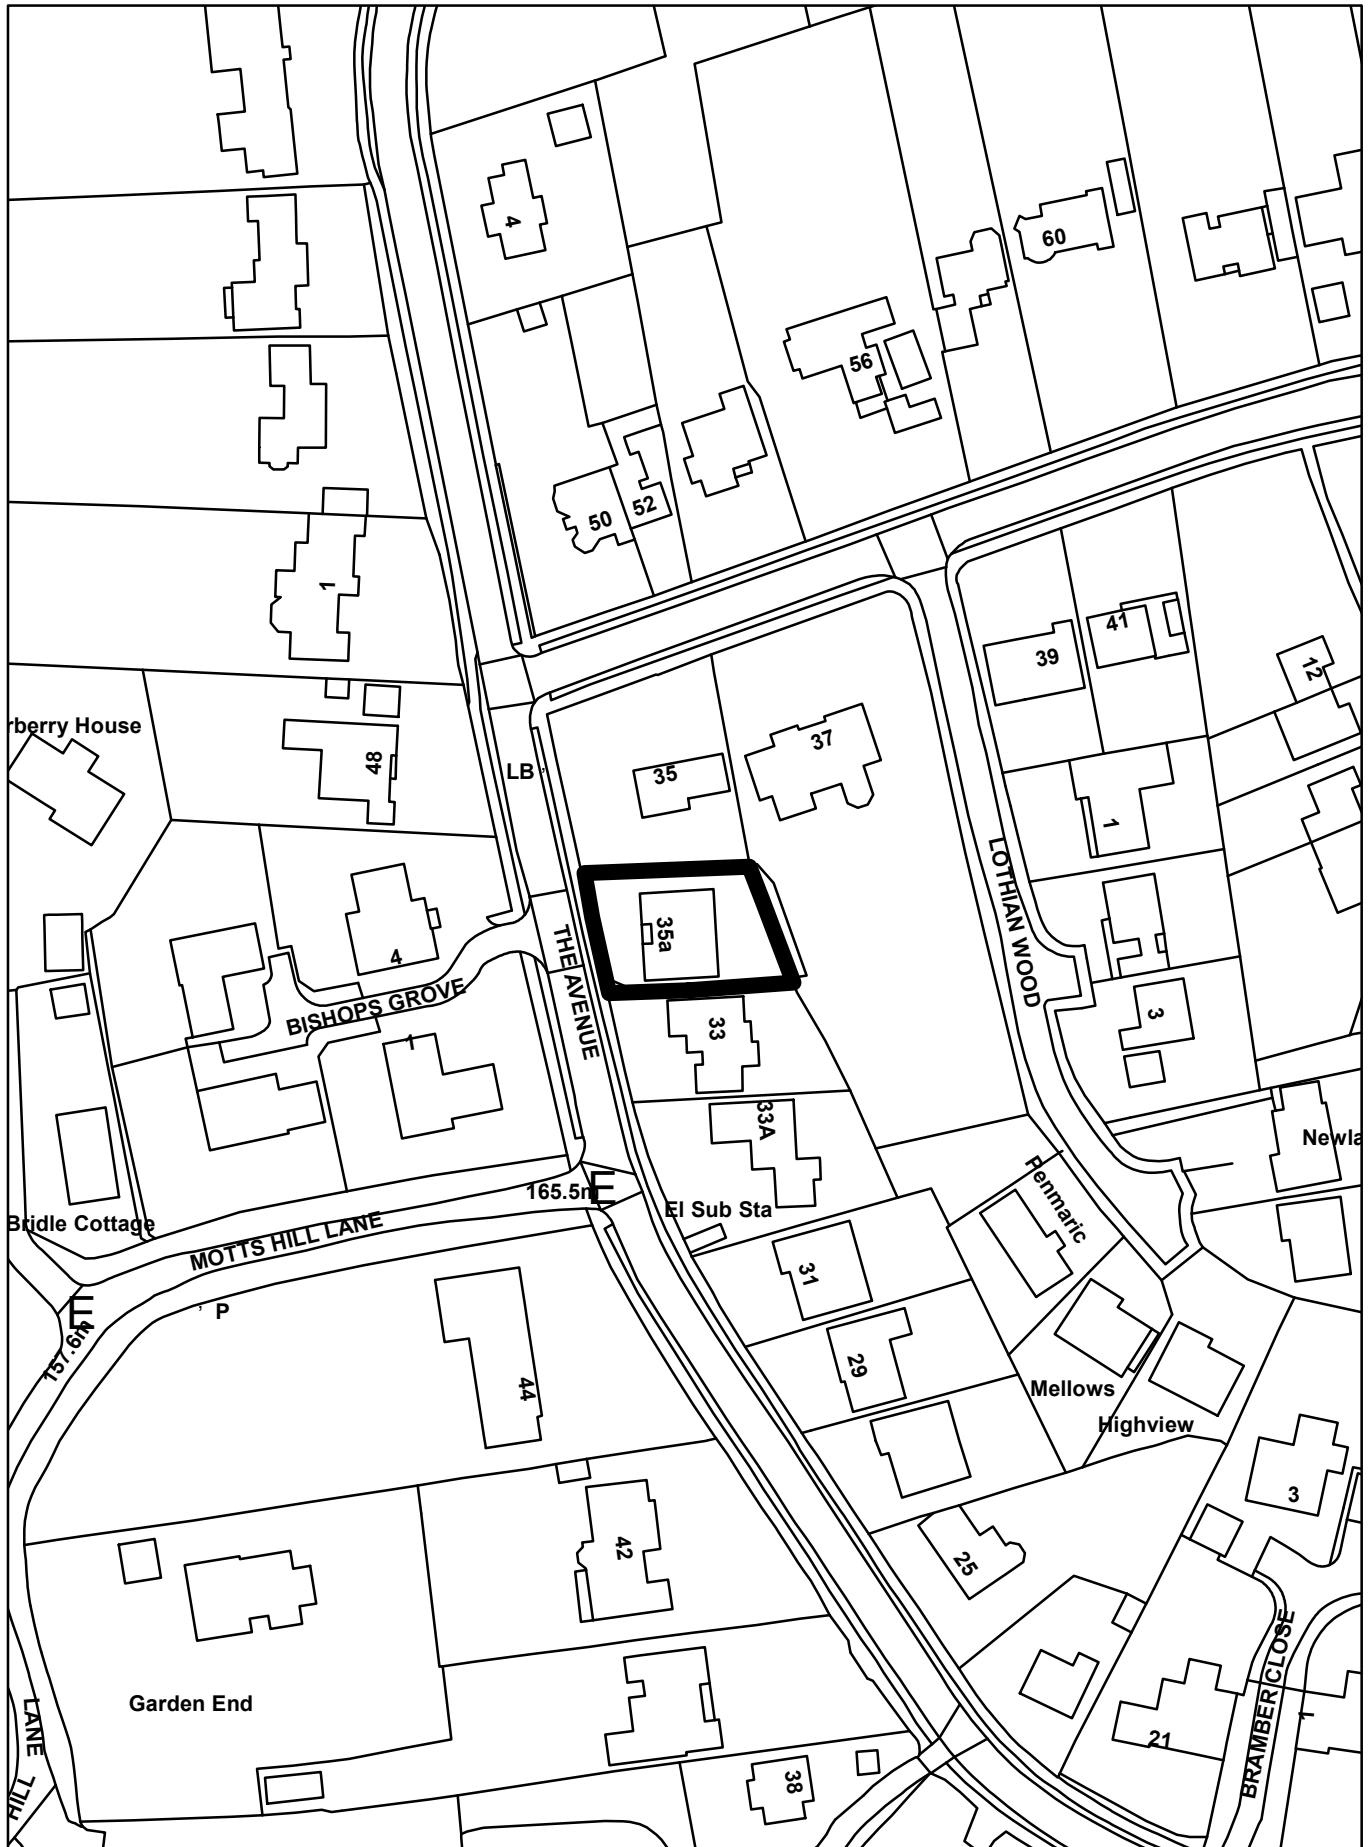 4
60
56
50
52
1
41
39
12
rberry House
48
37
35
LB
1
LOTHIAN WOOD
35a
THE AVENUE
4
BISHOPS GROVE
33
3
1
33A
Newla
165.5m
El Sub Sta
Penmaric
Bridle Cottage
MOTTS HILL LANE
31
P
157.6m
29
44
Mellows
Highview
3
42
25
Garden End
LANE
HILL
38
21
BRAMBER CLOSE
1